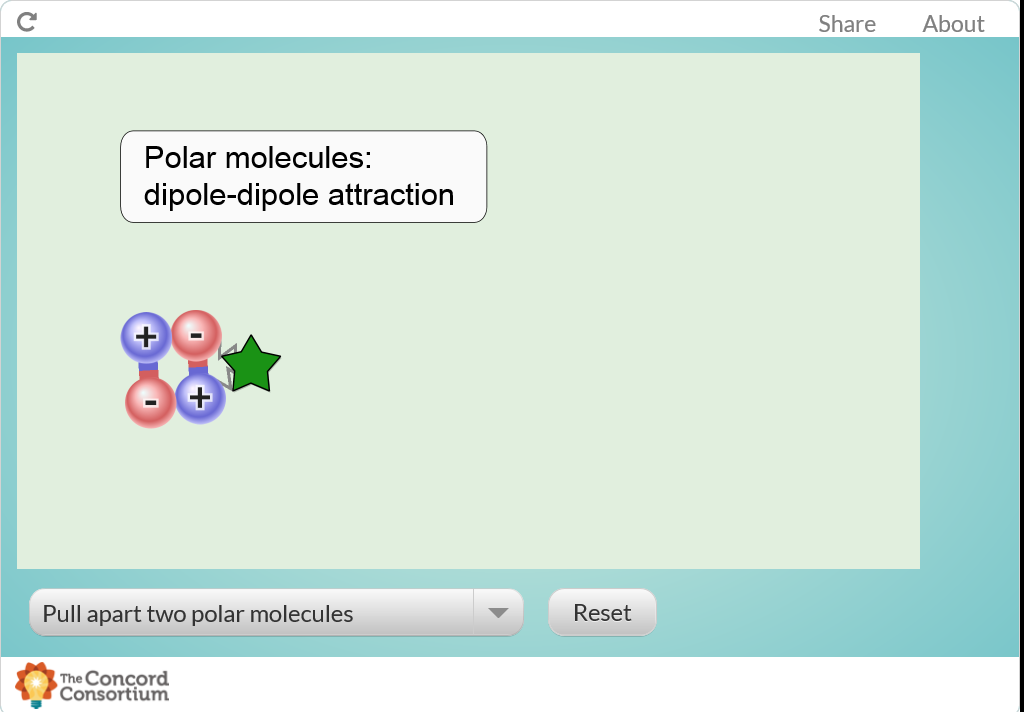 Share About
Polar molecules:
dipole-dipole attraction
+ -
- +
Pull apart two polar molecules Reset
The Concord
Consortium